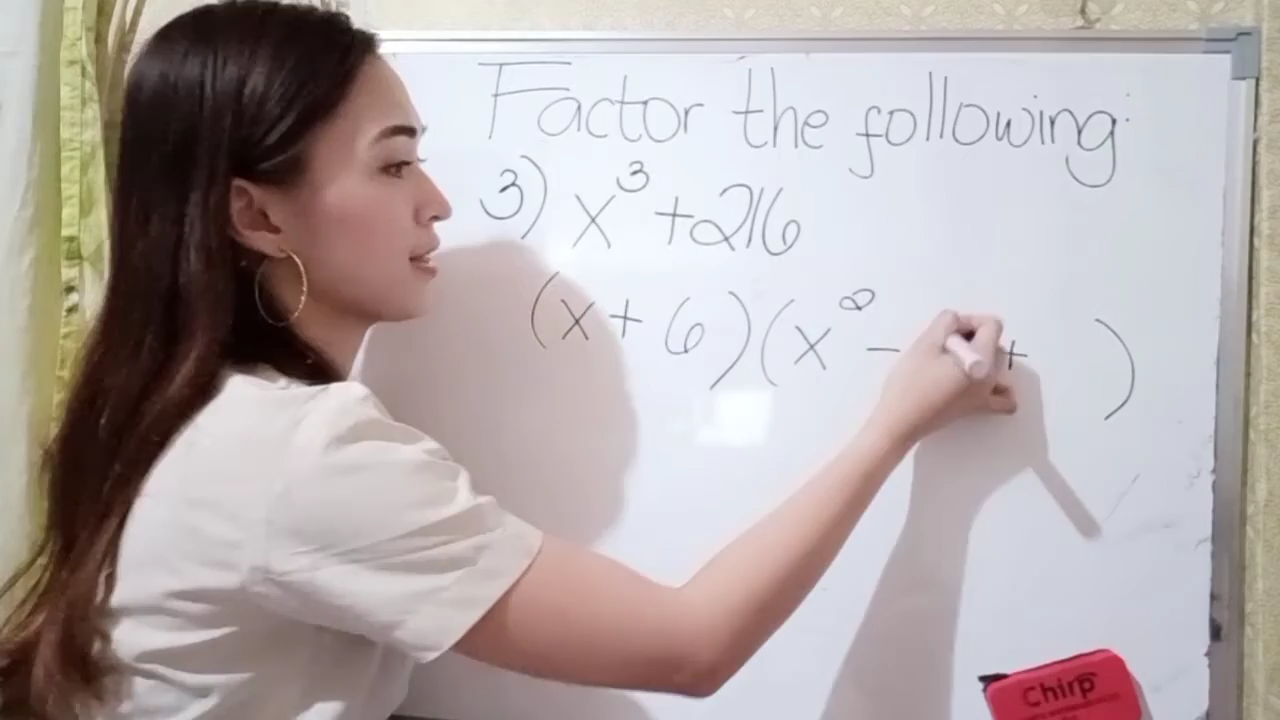 Factor the following:
3) x³ + 216
(x + 6)(x² - + )
Chirp